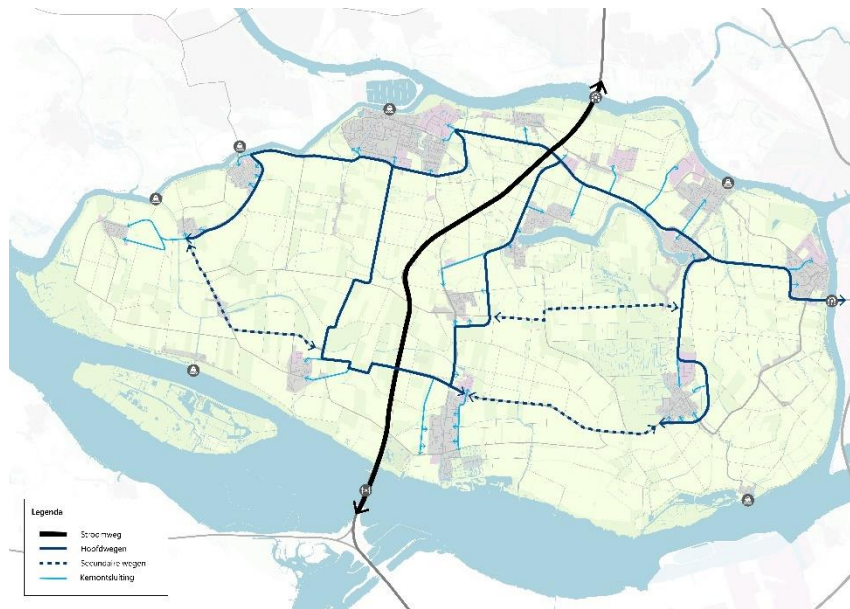 Legenda
Stroomweg
Hoofdwegen
Secundaire wegen
Kernontsluiting